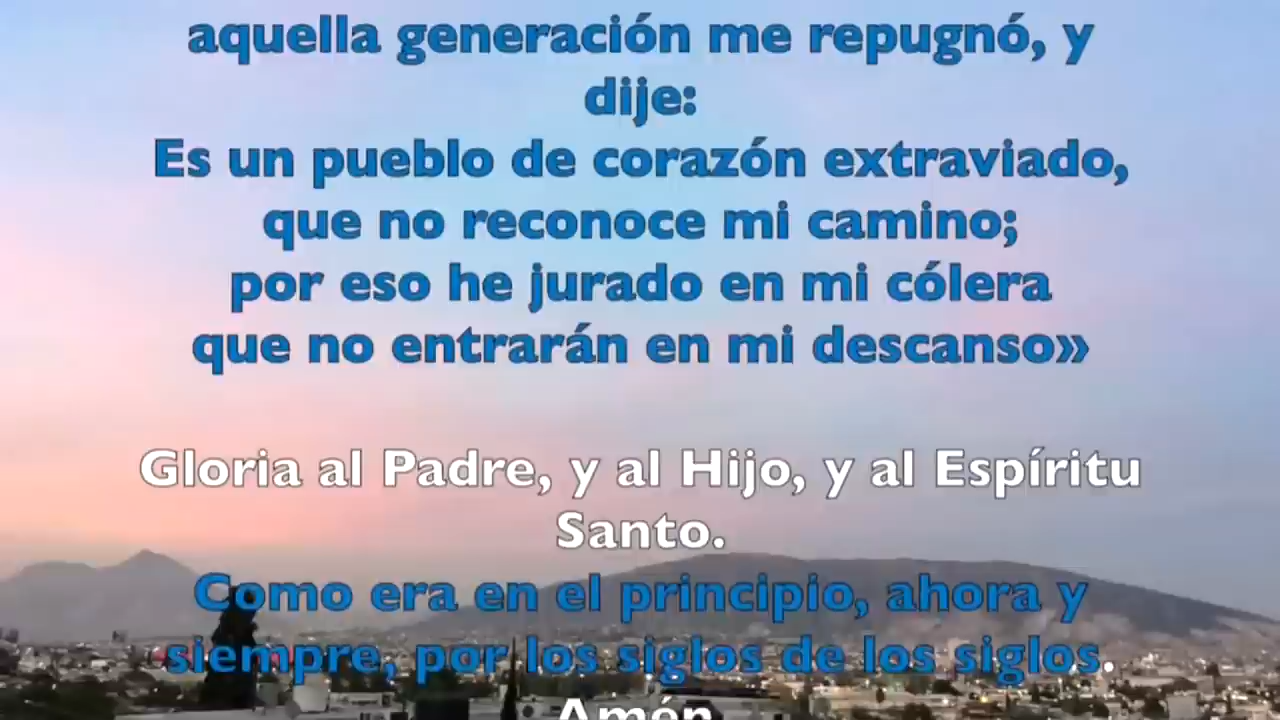 aquella generación me repugnó, y
dije:
Es un pueblo de corazón extraviado,
que no reconoce mi camino;
por eso he jurado en mi cólera
que no entrarán en mi descanso»
Gloria al Padre, y al Hijo, y al Espíritu
Santo.
Como era en el principio, ahora y
siempre, por los siglos de los siglos.
Amén